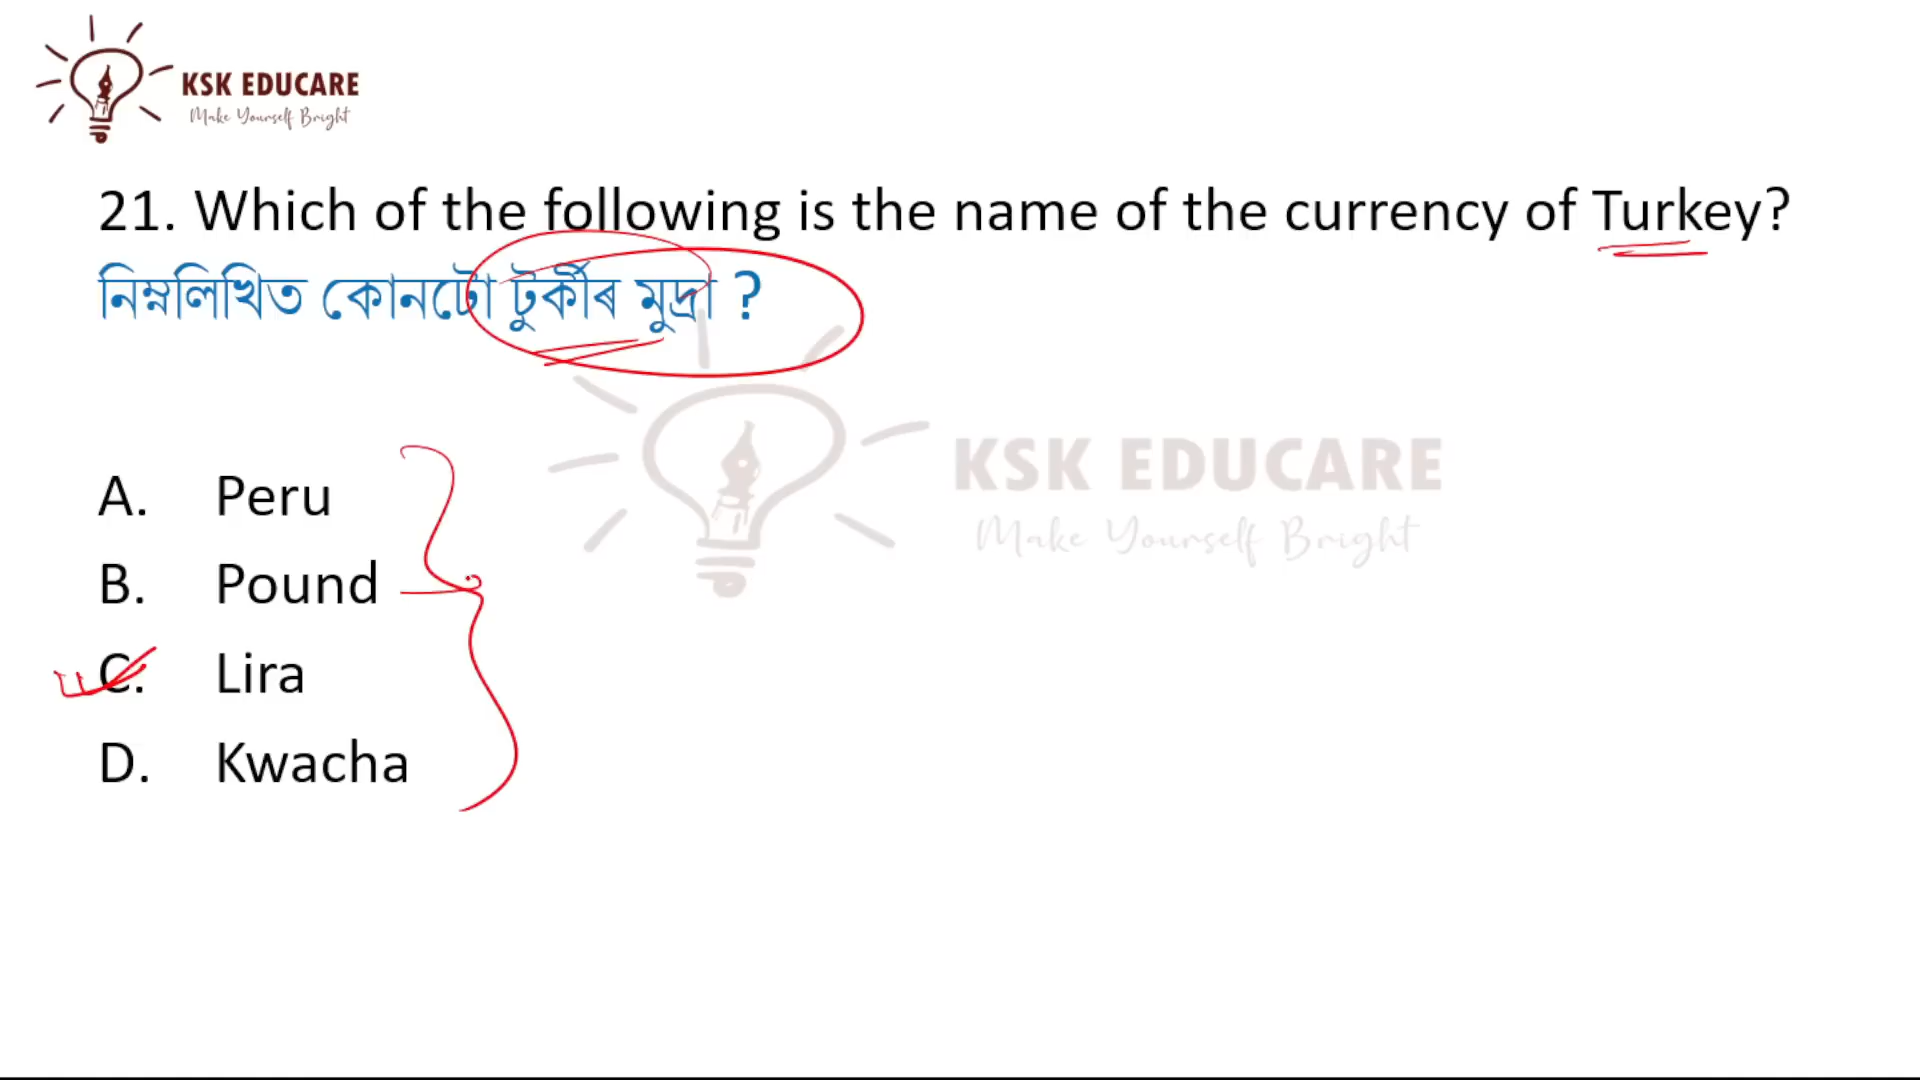 KSK EDUCARE
Make Yourself Bright
21. Which of the following is the name of the currency of Turkey?
নিম্নলিখিত কোনটো টুৰ্কীৰ মুদ্ৰা ?
A. Peru
B. Pound
C. Lira
D. Kwacha
KSK EDUCARE
Make Yourself Bright